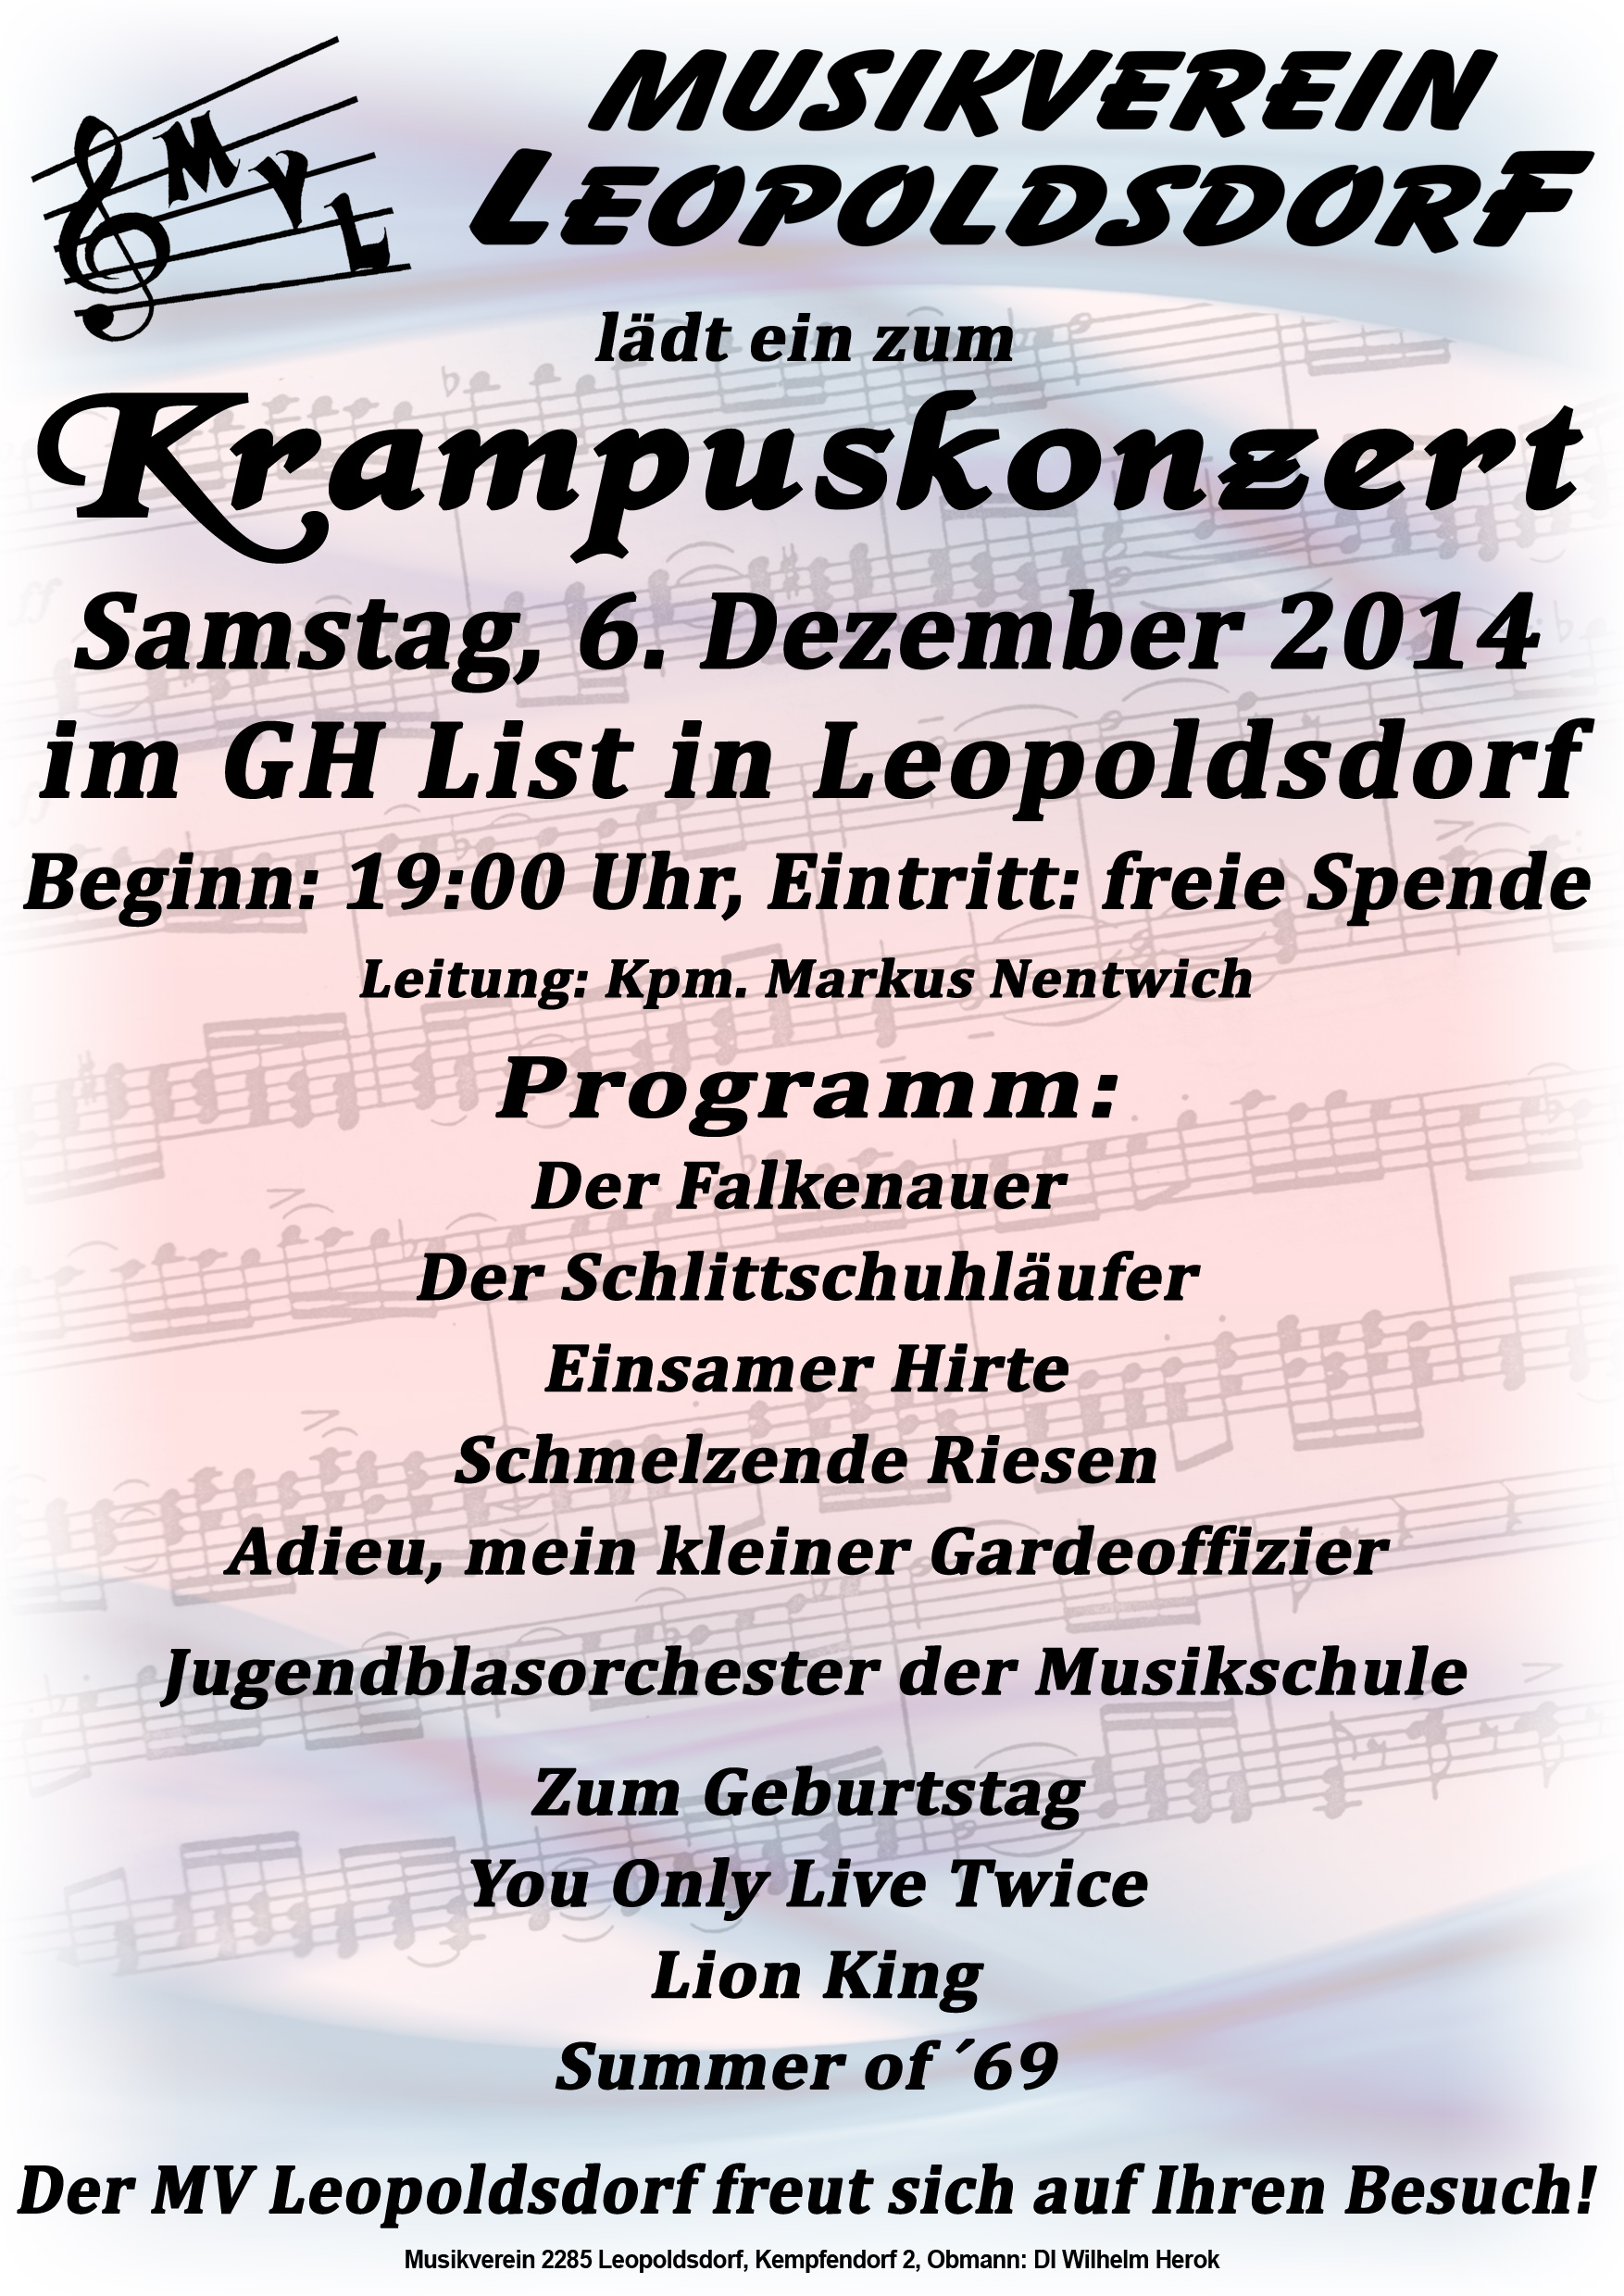 MVL
MUSIKVEREIN
LEOPOLDSDORF
lädt ein zum
Krampuskonzert
Samstag, 6. Dezember 2014
im GH List in Leopoldsdorf
Beginn: 19:00 Uhr, Eintritt: freie Spende
Leitung: Kpm. Markus Nentwich
Programm:
Der Falkenauer
Der Schlittschuhläufer
Einsamer Hirte
Schmelzende Riesen
Adieu, mein kleiner Gardeoffizier
Jugendblasorchester der Musikschule
Zum Geburtstag
You Only Live Twice
Lion King
Summer of ´69
Der MV Leopoldsdorf freut sich auf Ihren Besuch!
Musikverein 2285 Leopoldsdorf, Kempfendorf 2, Obmann: DI Wilhelm Herok